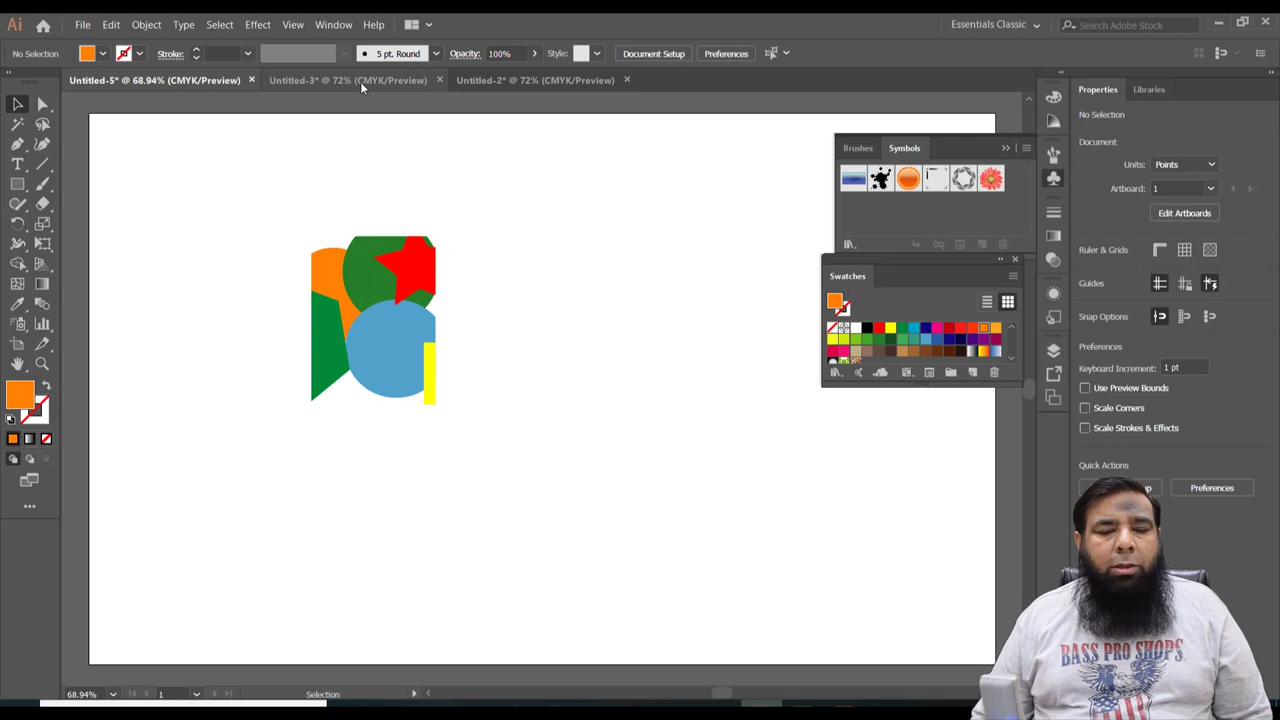 Ai File Edit Object Type Select Effect View Window Help Essentials Classic Search Adobe Stock
No Selection Stroke: 5 pt. Round Opacity: 100% Style: Document Setup Preferences
Untitled-5* @ 68.94% (CMYK/Preview) × Untitled-3* @ 72% (CMYK/Preview) × Untitled-2* @ 72% (CMYK/Preview) ×
Properties Libraries
No Selection
Document
Units: Points
Artboard: 1
Edit Artboards
Ruler & Grids
Guides
Snap Options
Preferences
Keyboard Increment: 1 pt
Use Preview Bounds
Scale Corners
Scale Strokes & Effects
Quick Actions
Preferences
Brushes Symbols
Swatches
BASS PRO SHOPS
68.94% 1 Selection